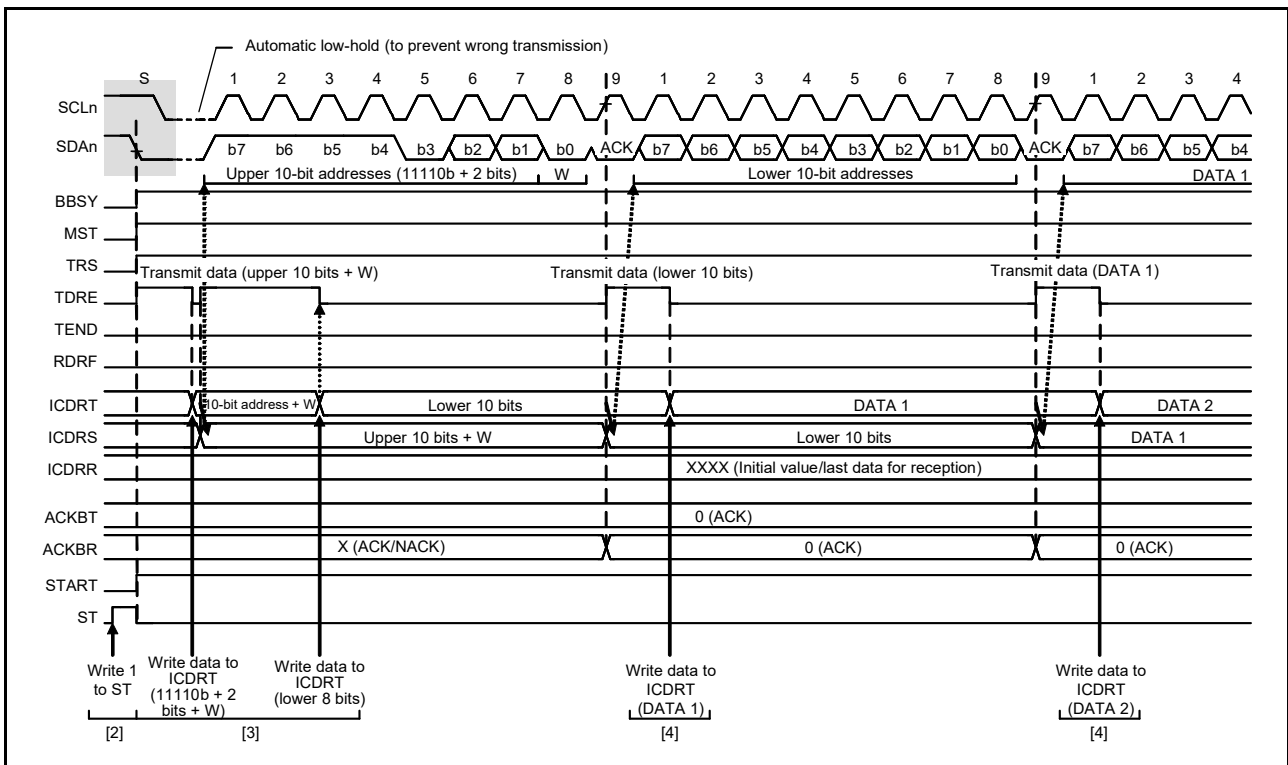 Automatic low-hold (to prevent wrong transmission)
S 1 2 3 4 5 6 7 8 9 1 2 3 4 5 6 7 8 9 1 2 3 4
SCLn
SDAn b7 b6 b5 b4 b3 b2 b1 b0 ACK b7 b6 b5 b4 b3 b2 b1 b0 ACK b7 b6 b5 b4
Upper 10-bit addresses (11110b + 2 bits) W Lower 10-bit addresses DATA 1
BBSY
MST
TRS
Transmit data (upper 10 bits + W) Transmit data (lower 10 bits) Transmit data (DATA 1)
TDRE
TEND
RDRF
ICDRT 10-bit address + W Lower 10 bits DATA 1 DATA 2
ICDRS Upper 10 bits + W Lower 10 bits DATA 1
ICDRR XXXX (Initial value/last data for reception)
ACKBT 0 (ACK)
ACKBR X (ACK/NACK) 0 (ACK) 0 (ACK)
START
ST
Write 1
to ST
Write data to
ICDRT
(11110b + 2
bits + W)
Write data to
ICDRT
(lower 8 bits)
Write data to
ICDRT
(DATA 1)
Write data to
ICDRT
(DATA 2)
[2] [3] [4] [4]